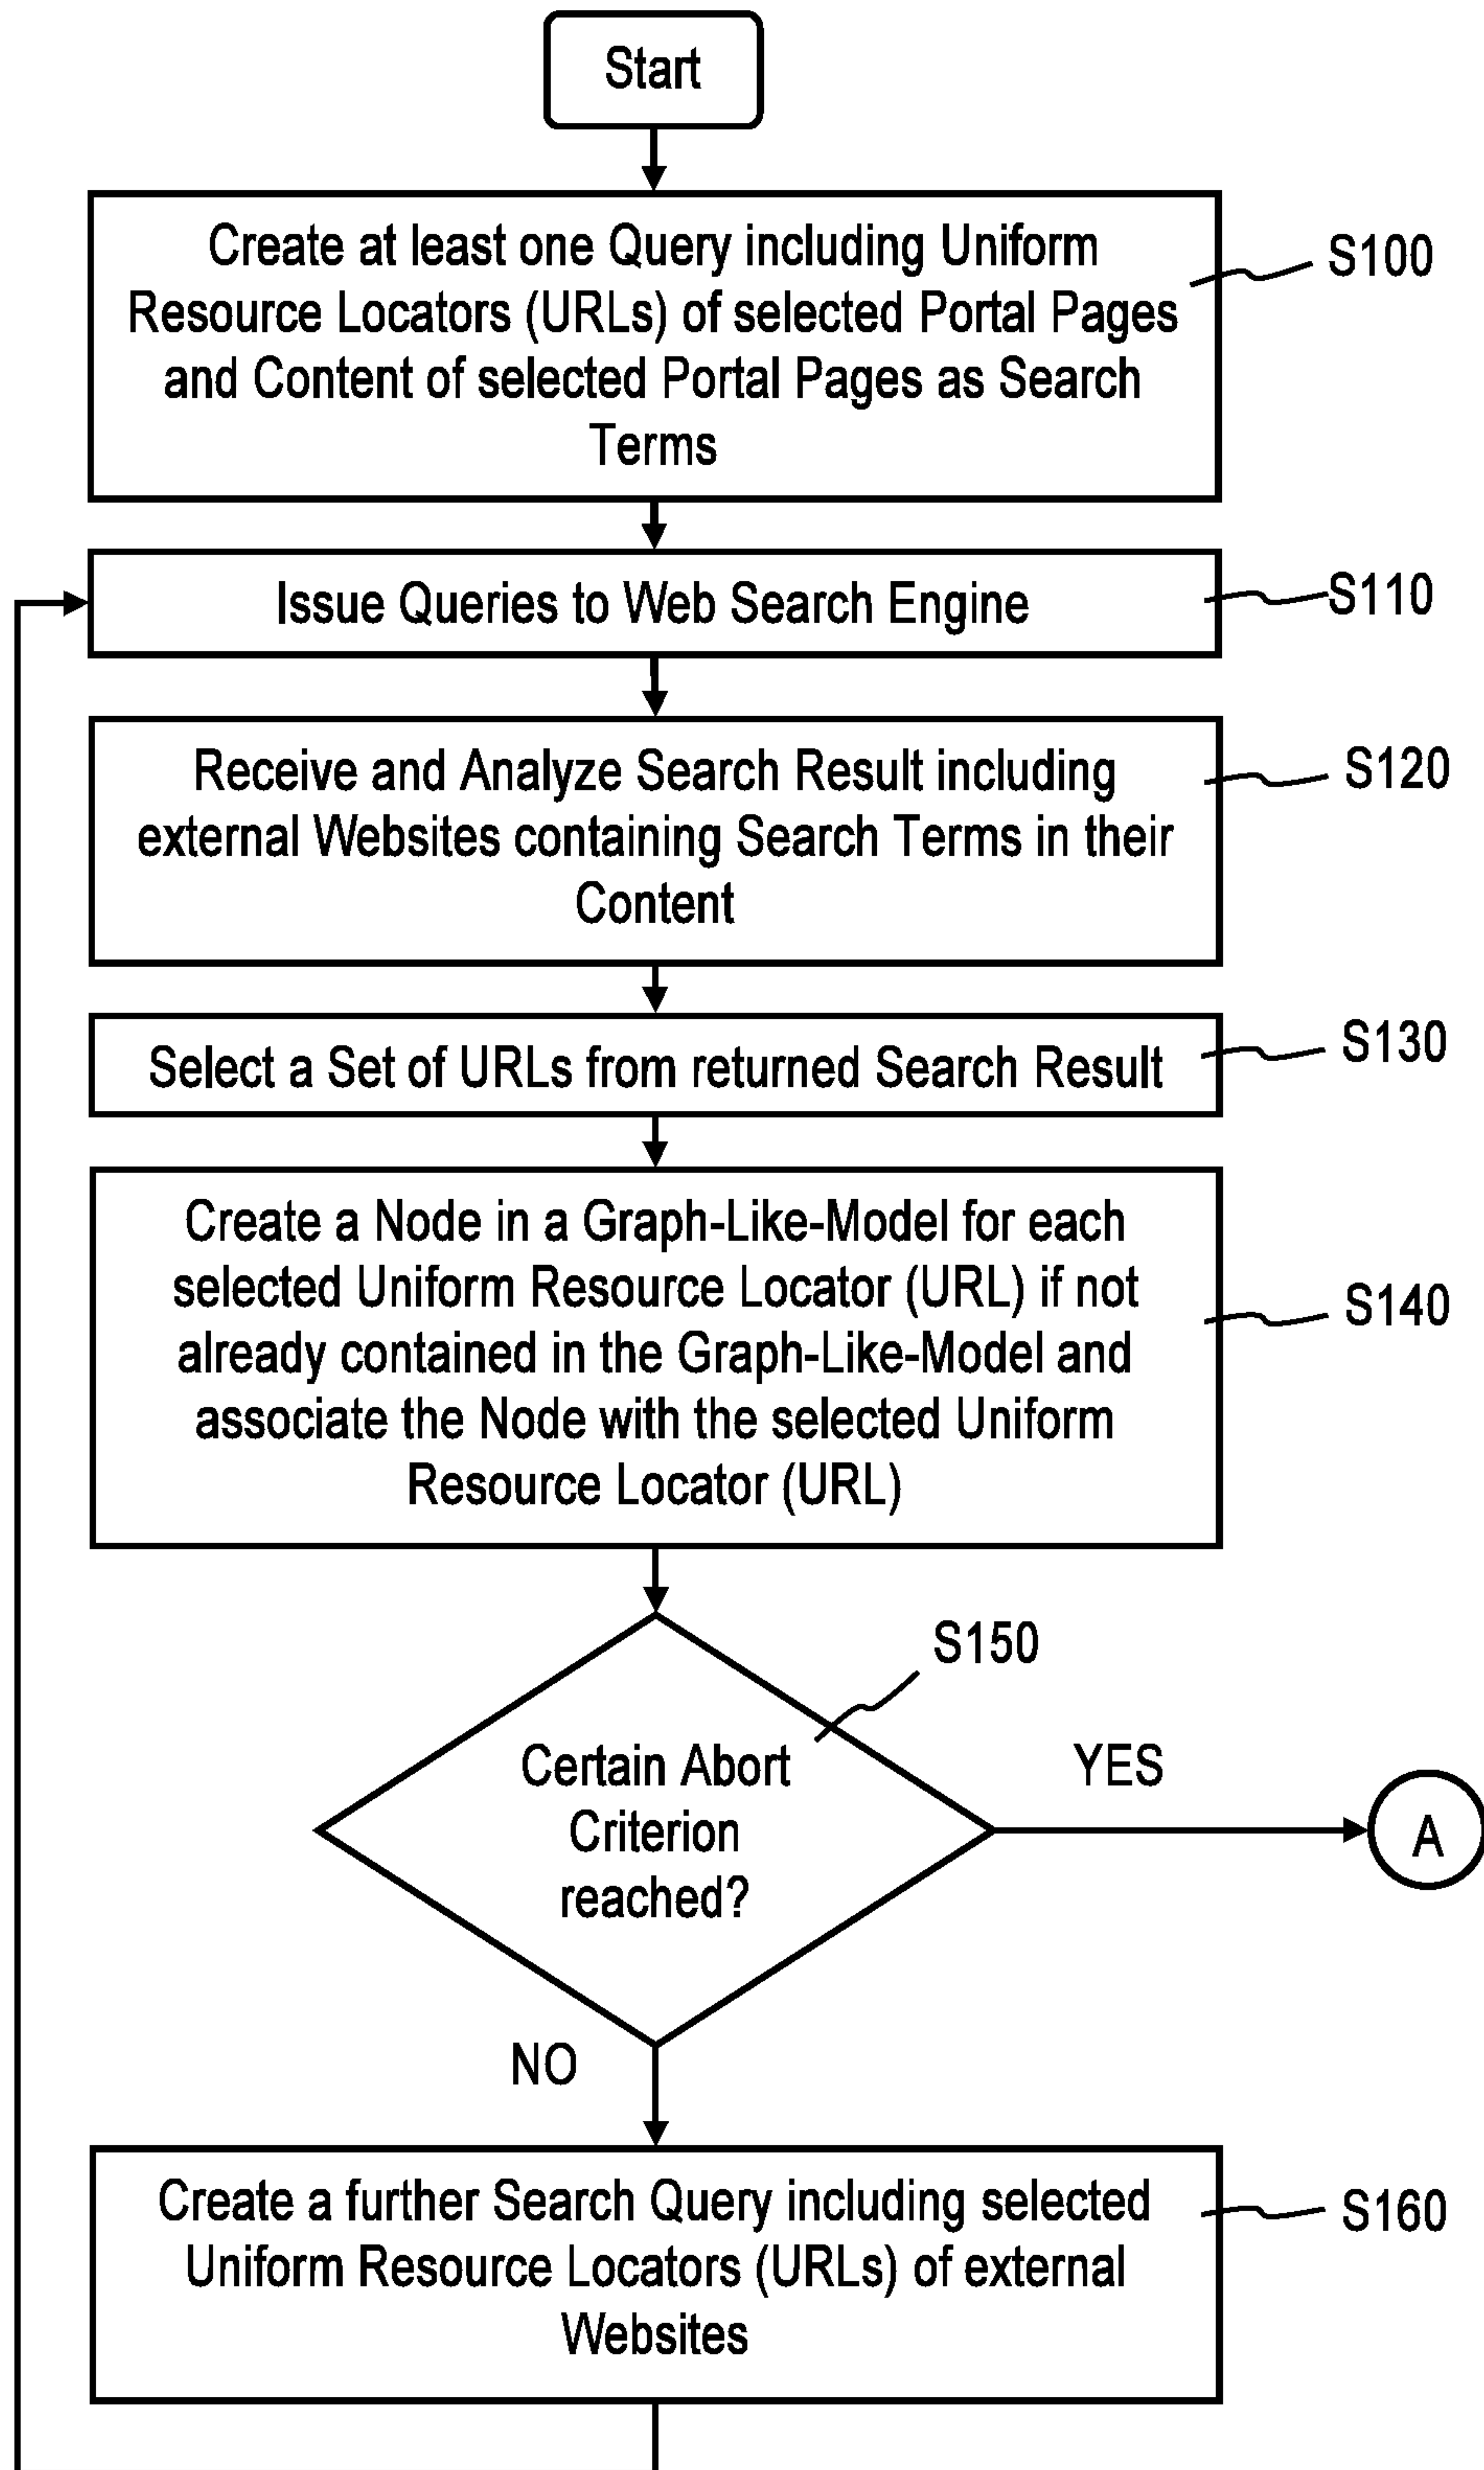 Start
Create at least one Query including Uniform
Resource Locators (URLs) of selected Portal Pages
and Content of selected Portal Pages as Search
Terms
S100
Issue Queries to Web Search Engine
S110
Receive and Analyze Search Result including
external Websites containing Search Terms in their
Content
S120
Select a Set of URLs from returned Search Result
S130
Create a Node in a Graph-Like-Model for each
selected Uniform Resource Locator (URL) if not
already contained in the Graph-Like-Model and
associate the Node with the selected Uniform
Resource Locator (URL)
S140
S150
Certain Abort
Criterion
reached?
YES
A
NO
Create a further Search Query including selected
Uniform Resource Locators (URLs) of external
Websites
S160